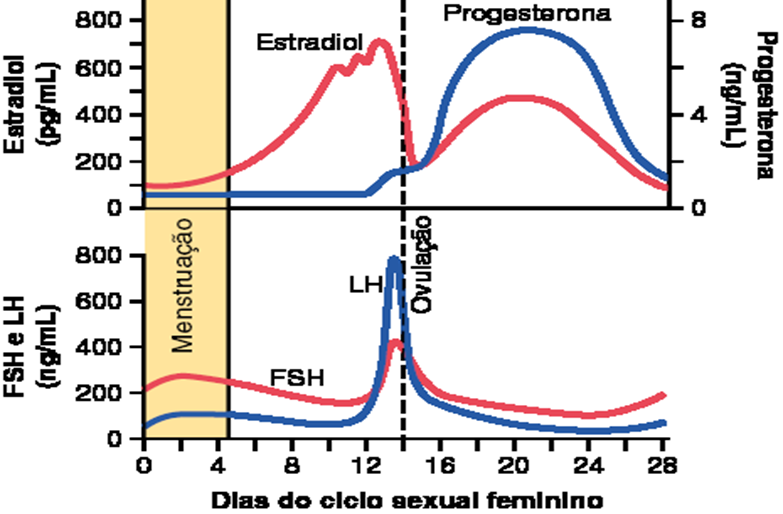 Progesterona
Estradiol
Estradiol
(pg/mL)
800
600
400
200
0
8
4
0
Progesterona
(ng/mL)
Menstruação
Ovulação
LH
FSH
FSH e LH
(ng/mL)
800
600
400
200
0
0 4 8 12 16 20 24 28
Dias do ciclo sexual feminino